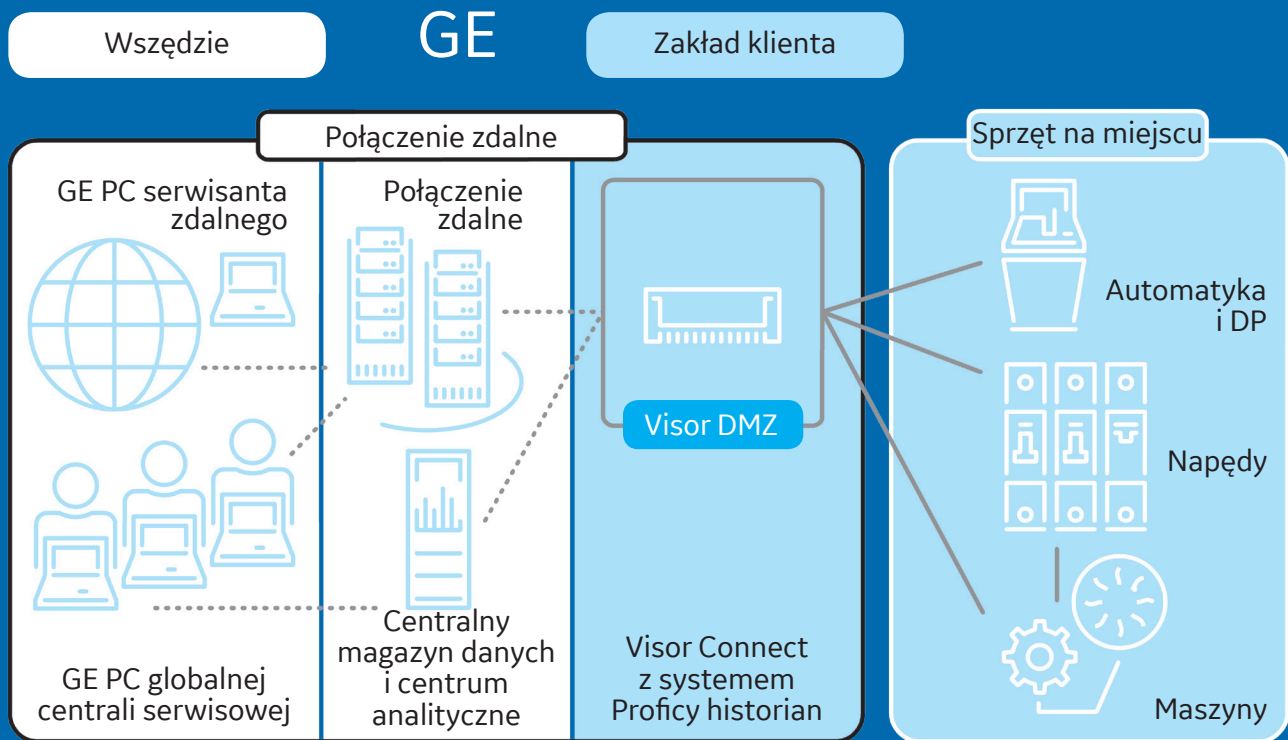 Wszędzie
GE
Zakład klienta
Połączenie zdalne
Sprzęt na miejscu
GE PC serwisanta
zdalnego
Połączenie
zdalne
Automatyka
i DP
Visor DMZ
Napędy
GE PC globalnej
centrali serwisowej
Centralny
magazyn danych
i centrum
analityczne
Visor Connect
z systemem
Proficy historian
Maszyny